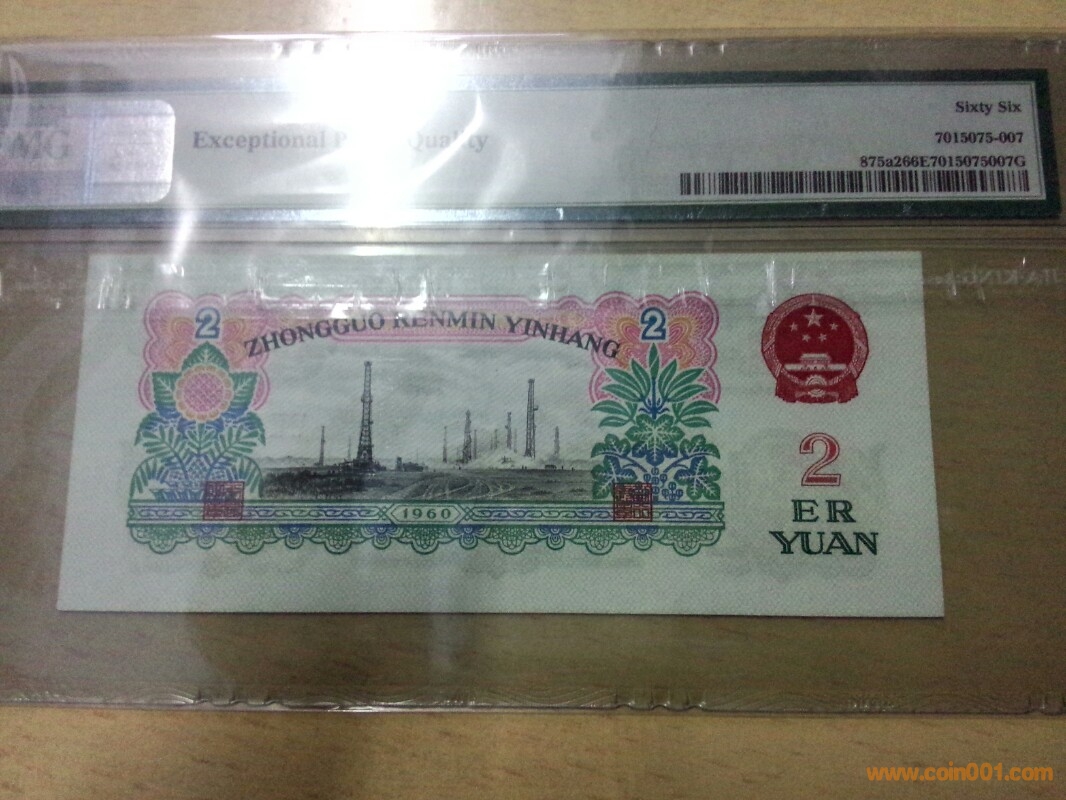 Sixty Six
MG
Exceptional Quality
7015075-007
875a266E7015075007G
2
2
ZHONGGUO RENMIN YINHANG
1960
2
ER
YUAN
www.coin001.com